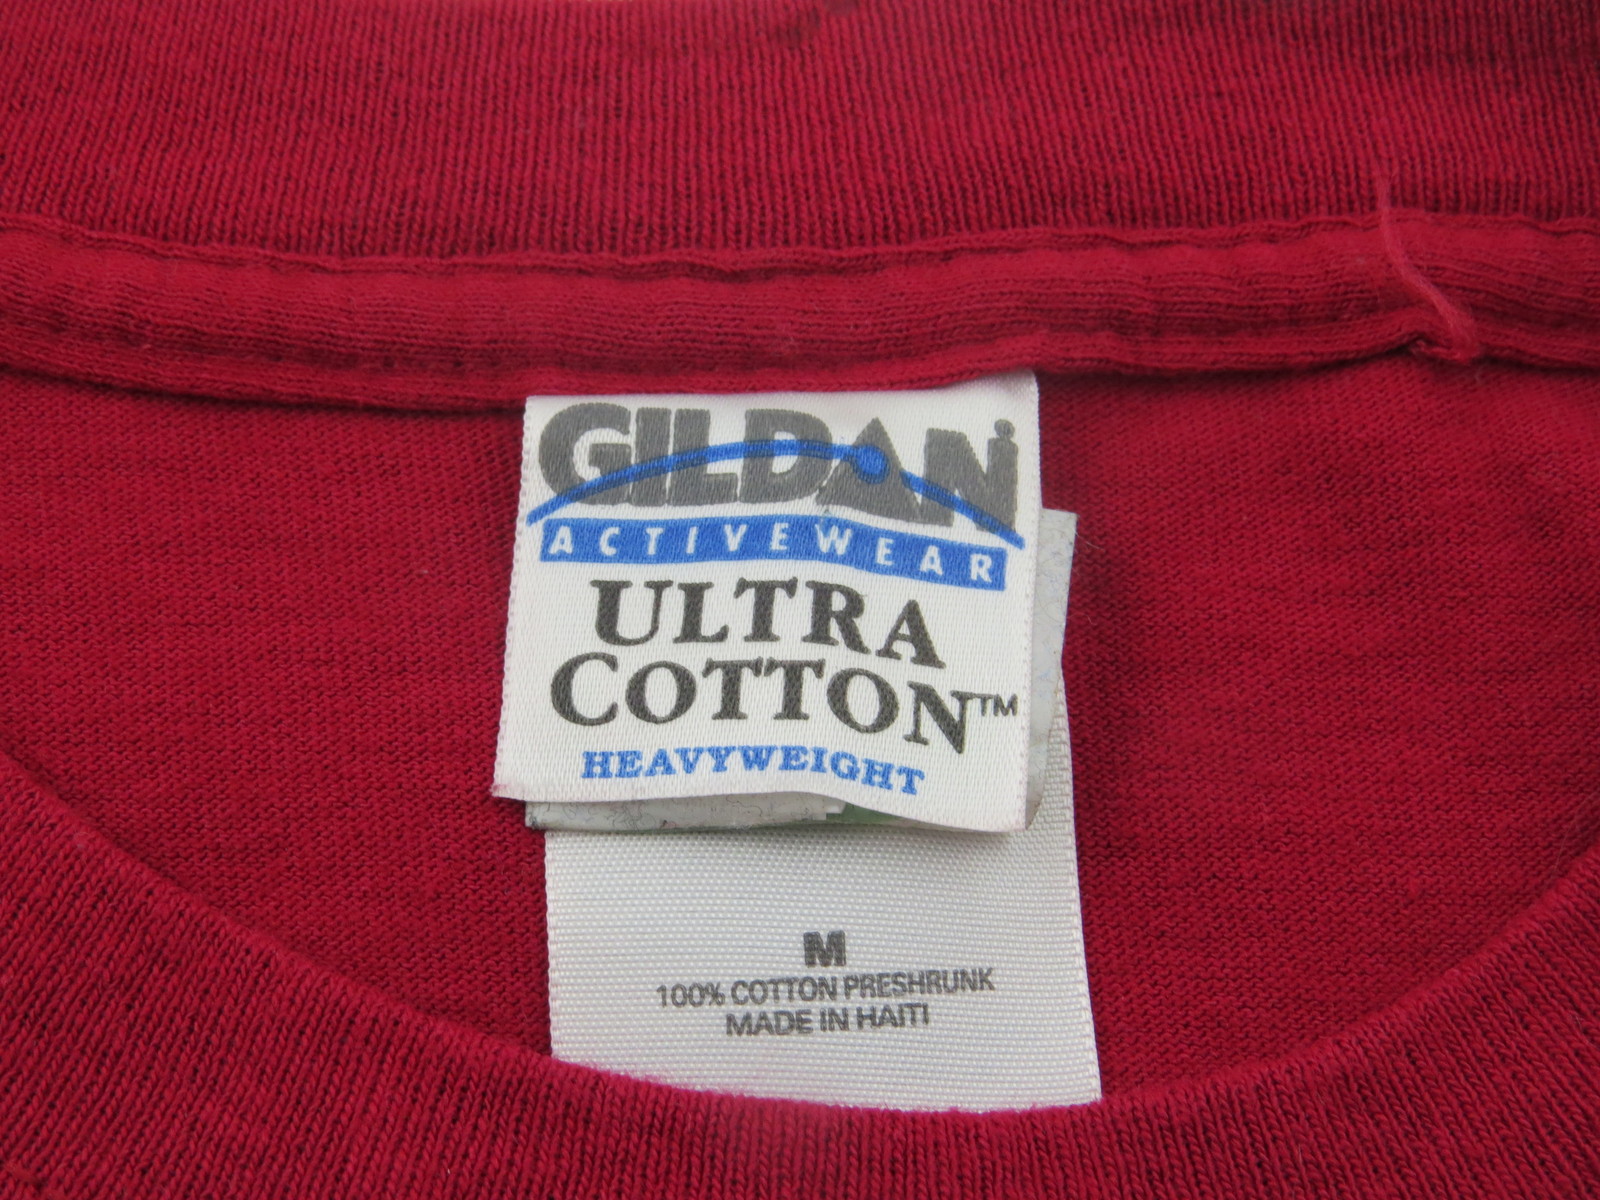 GILDAN
ACTIVEWEAR
ULTRA
COTTON™
HEAVYWEIGHT
M
100% COTTON PRESHRUNK
MADE IN HAITI